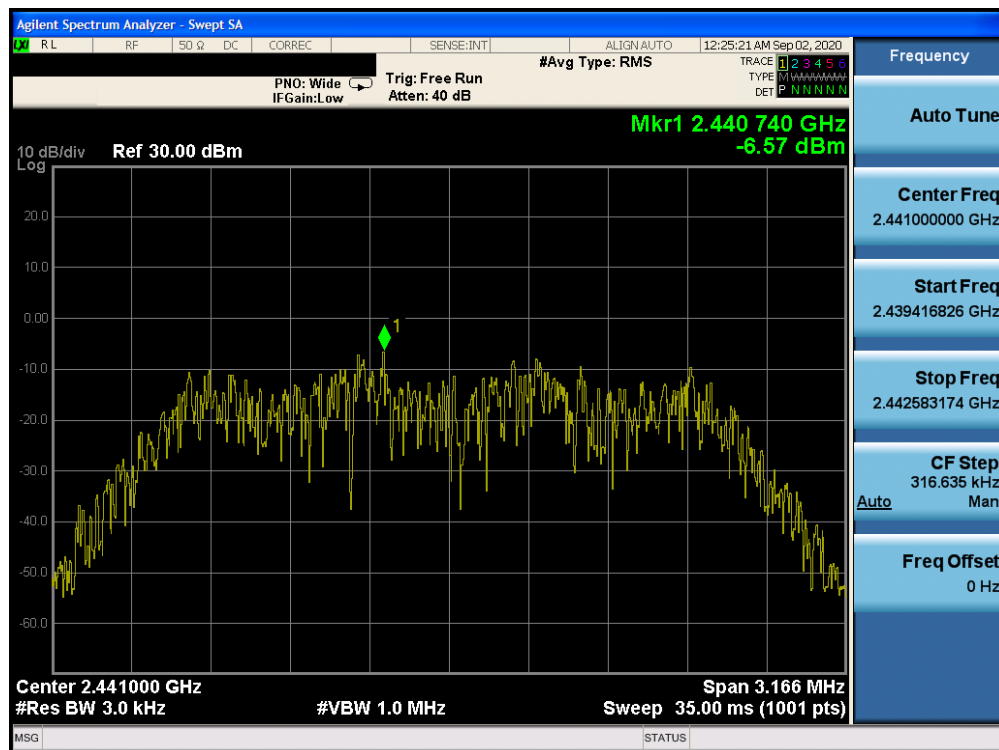 Agilent Spectrum Analyzer - Swept SA
LXI RL RF 50 Ω DC CORREC SENSE:INT ALIGN AUTO 12:25:21 AM Sep 02, 2020
PNO: Wide Trig: Free Run #Avg Type: RMS TRACE 1 2 3 4 5 6
IFGain:Low Atten: 40 dB TYPE M WWWWW
DET P N N N N N
Mkr1 2.440 740 GHz
-6.57 dBm
10 dB/div Ref 30.00 dBm
Log
20.0
10.0
0.00
-10.0
-20.0
-30.0
-40.0
-50.0
-60.0
1
Center 2.441000 GHz Span 3.166 MHz
#Res BW 3.0 kHz #VBW 1.0 MHz Sweep 35.00 ms (1001 pts)
MSG STATUS
Frequency
Auto Tune
Center Freq
2.441000000 GHz
Start Freq
2.439416826 GHz
Stop Freq
2.442583174 GHz
CF Step
316.635 kHz
Auto Man
Freq Offset
0 Hz